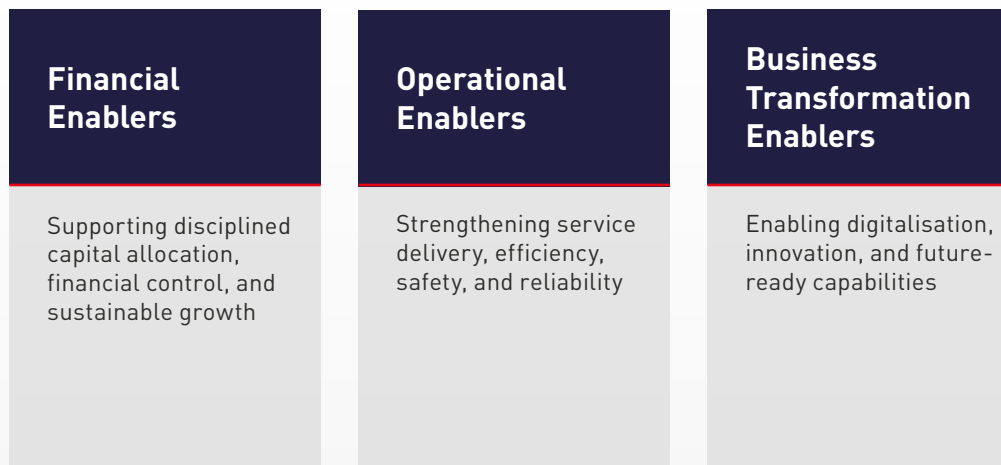 Financial
Enablers
Supporting disciplined
capital allocation,
financial control, and
sustainable growth
Operational
Enablers
Strengthening service
delivery, efficiency,
safety, and reliability
Business
Transformation
Enablers
Enabling digitalisation,
innovation, and future-
ready capabilities